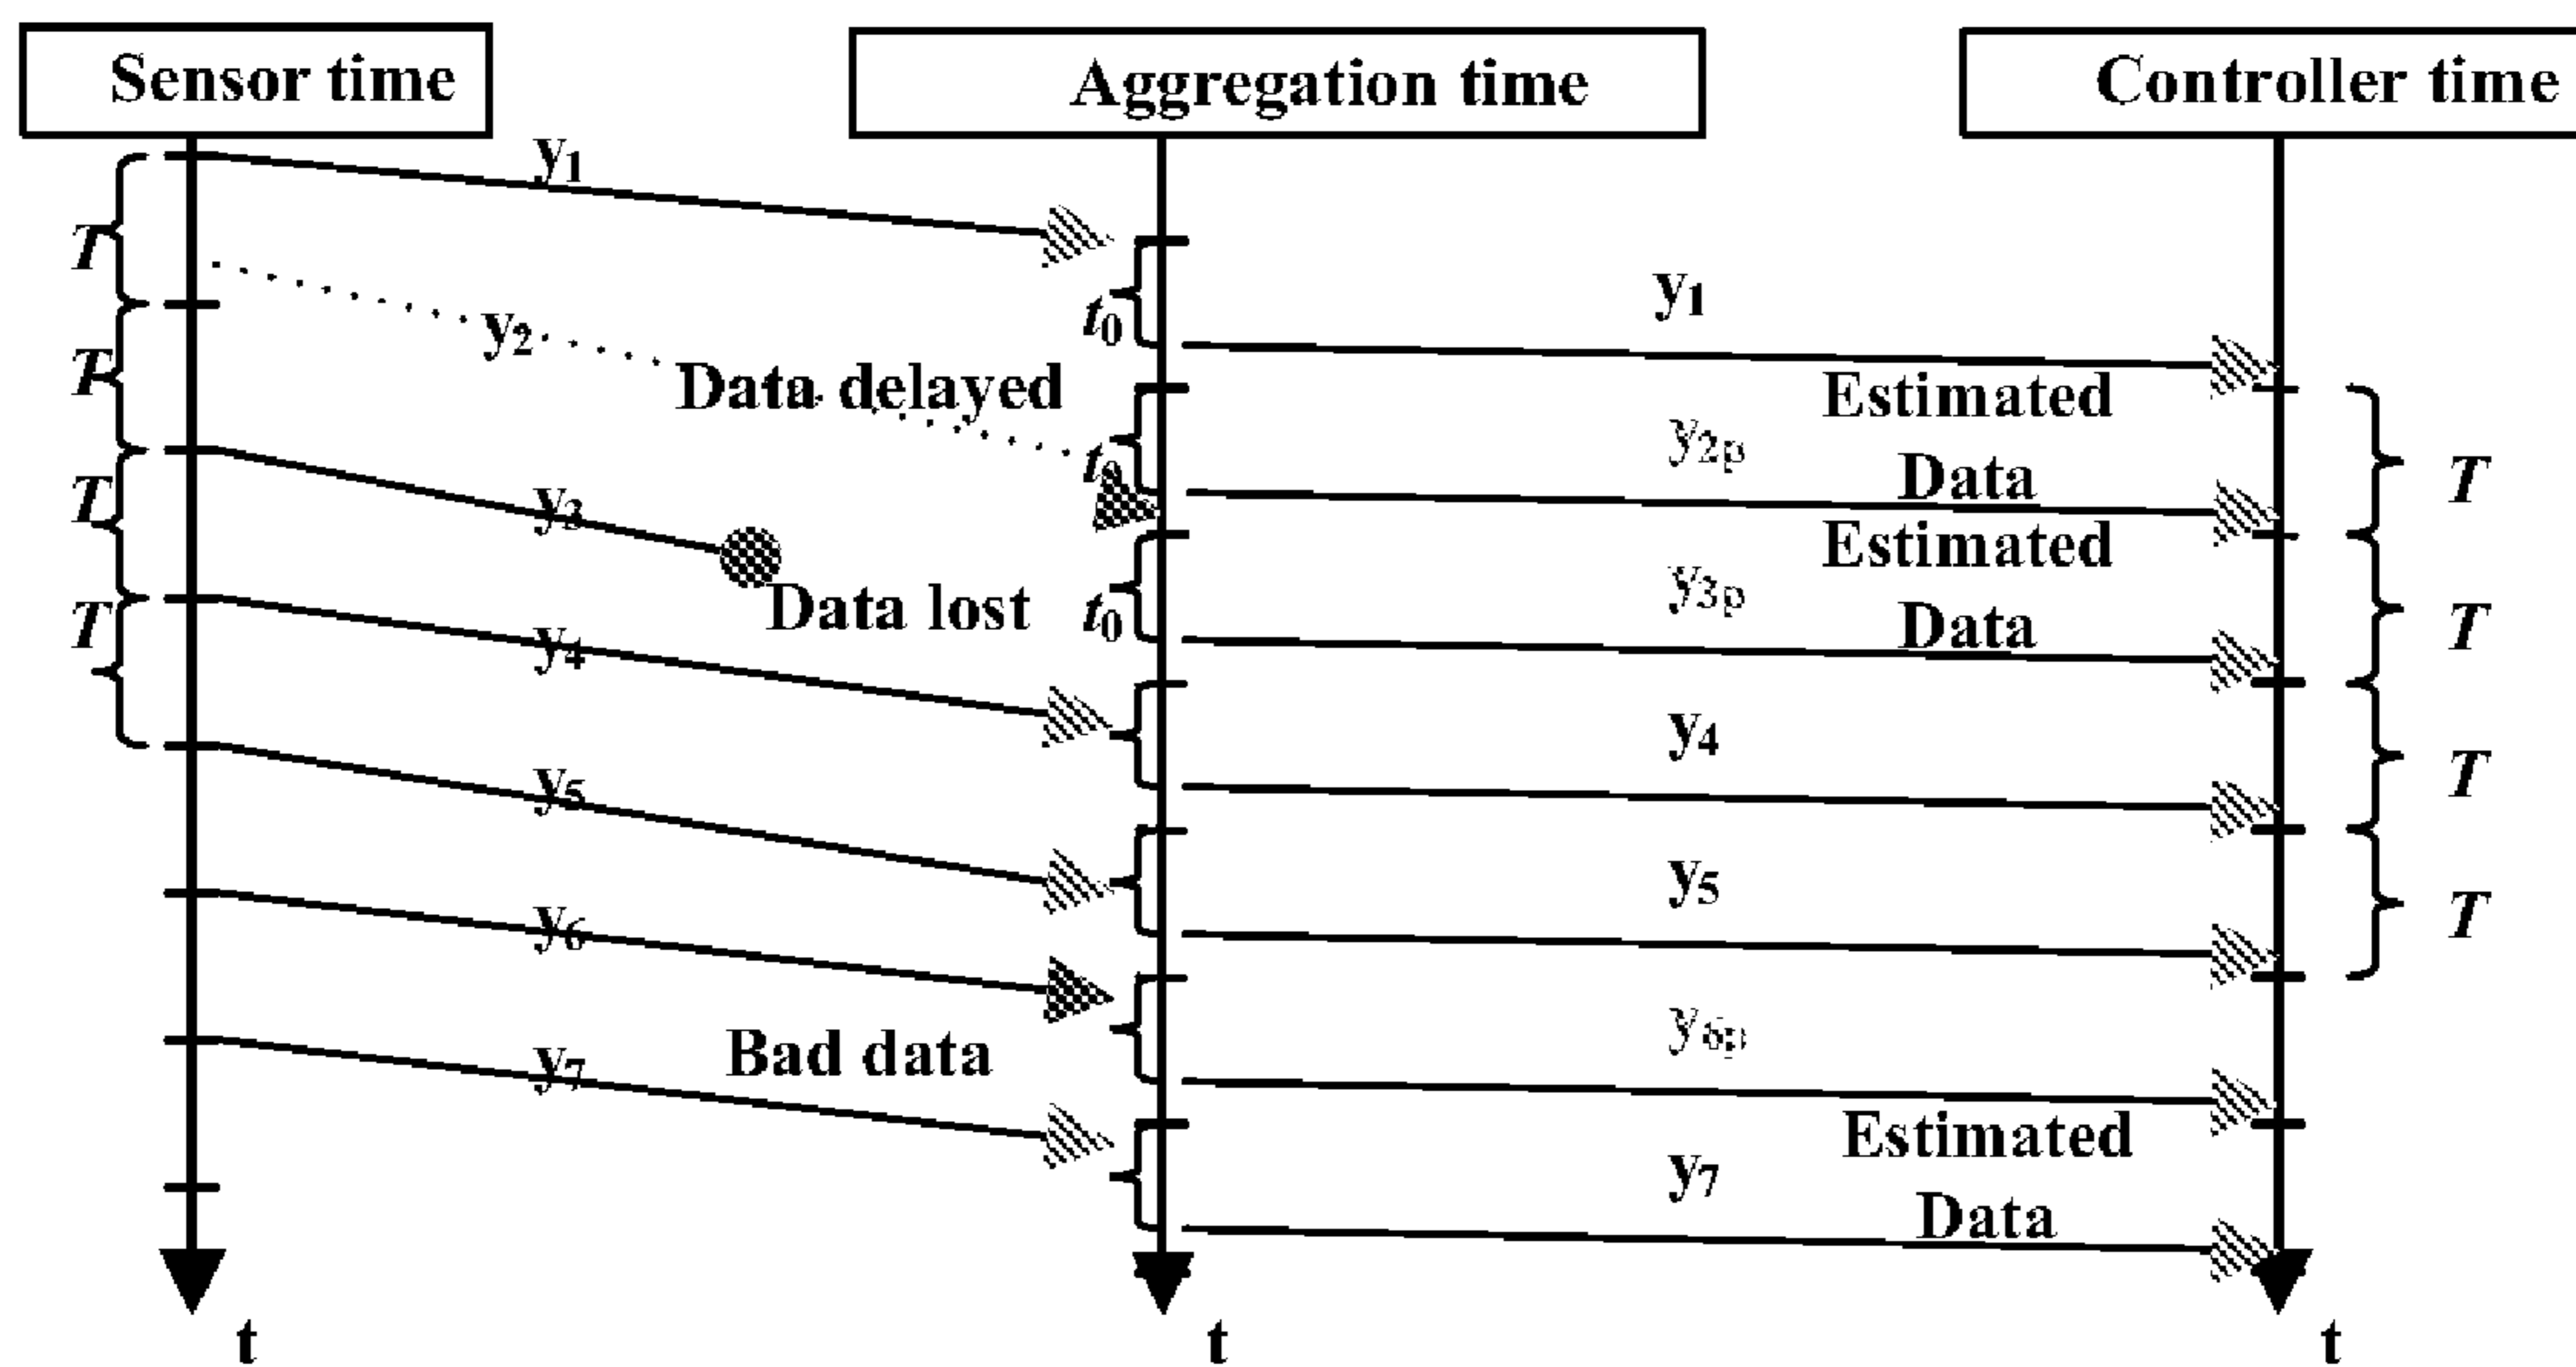 Sensor time
Aggregation time
Controller time
y1
T
y2
Data delayed
t0
y1
T
Estimated
y2p
Data
t0
T
T
y3
Data lost
t0
Estimated
y3p
Data
T
T
y4
y4
T
y5
y5
T
y6
Bad data
y6p
y7
Estimated
y7
Data
t
t
t